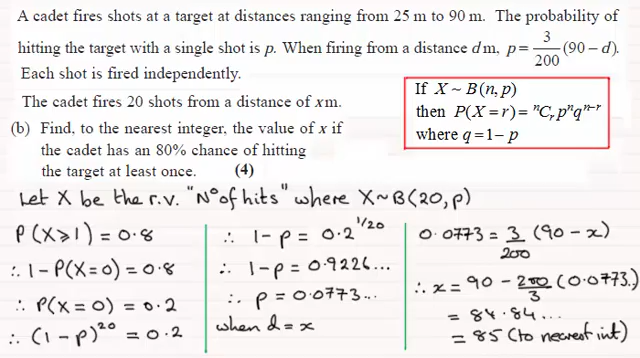 A cadet fires shots at a target at distances ranging from 25 m to 90 m. The probability of
hitting the target with a single shot is p. When firing from a distance d m, p = 3/200 (90 – d).
Each shot is fired independently.
The cadet fires 20 shots from a distance of x m.
(b) Find, to the nearest integer, the value of x if
the cadet has an 80% chance of hitting
the target at least once. (4)
If X ~ B(n, p)
then P(X = r) = ⁿCᵣ pⁿqⁿ⁻ʳ
where q = 1 – p
Let X be the r.v. "Nº of hits" where X~B(20, p)
P(X⩾1) = 0.8
∴ 1-P(X=0) = 0.8
∴ P(X=0) = 0.2
∴ (1-p)²⁰ = 0.2
∴ 1-p = 0.2^1/20
∴ 1-p = 0.9226...
∴ p = 0.0773...
when d = x
0.0773 = 3/200 (90-x)
∴ x = 90 - 200/3 (0.0773..)
= 84.84...
= 85 (to nearest int)